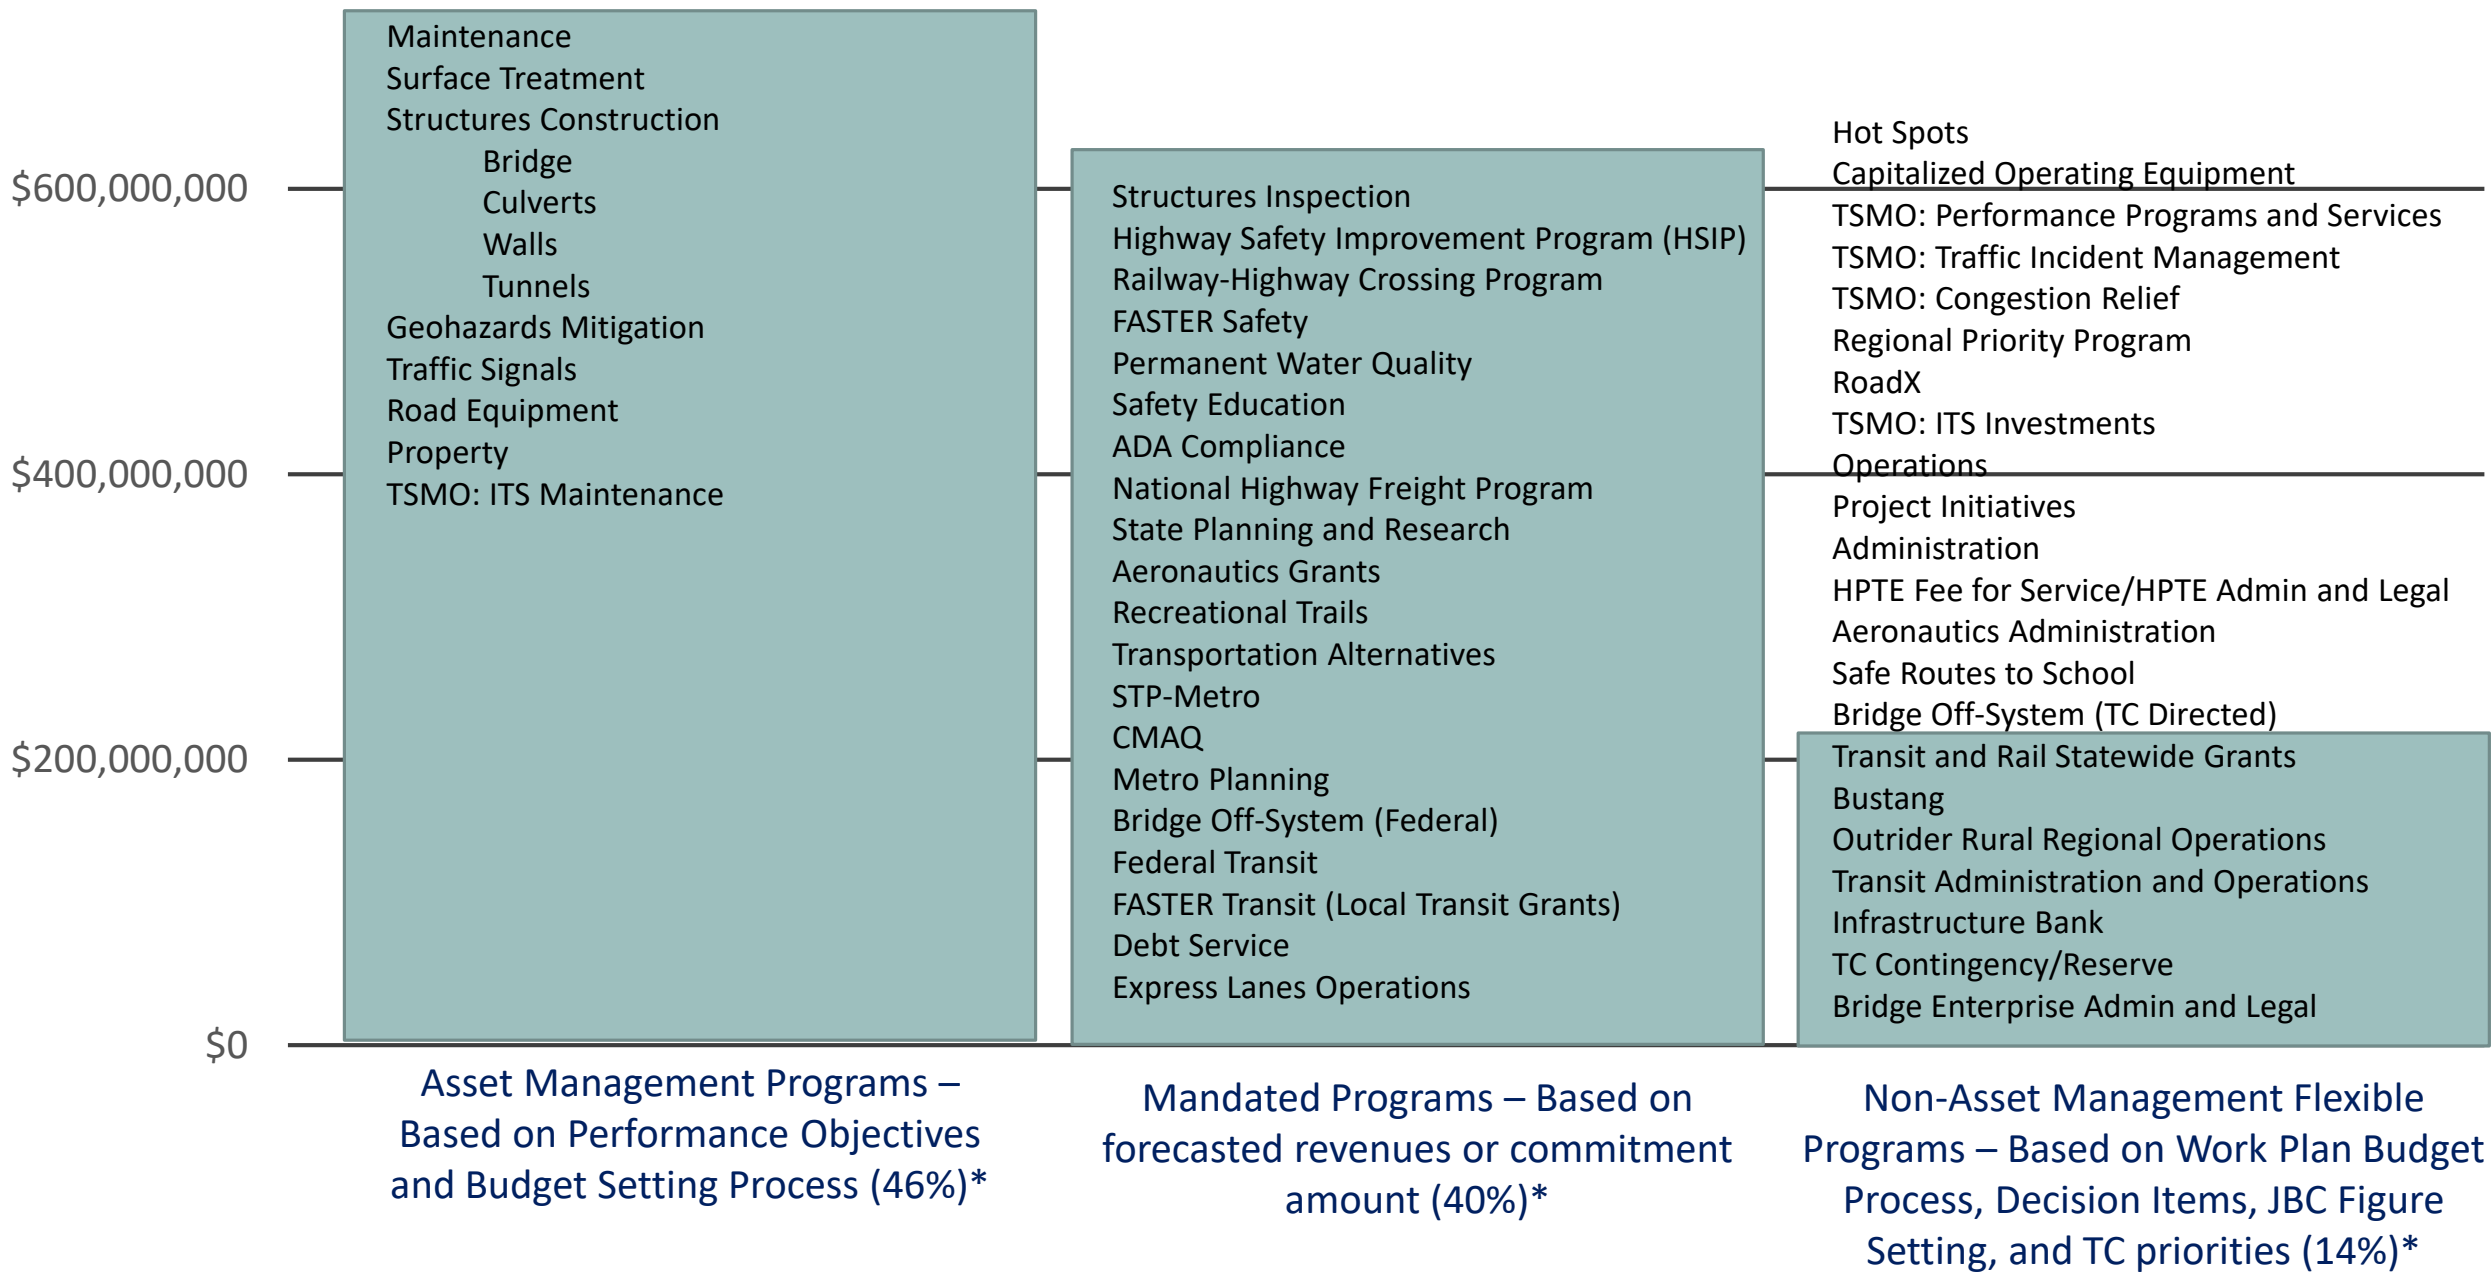 $600,000,000
$400,000,000
$200,000,000
$0
Maintenance
Surface Treatment
Structures Construction
Bridge
Culverts
Walls
Tunnels
Geohazards Mitigation
Traffic Signals
Road Equipment
Property
TSMO: ITS Maintenance
Asset Management Programs –
Based on Performance Objectives
and Budget Setting Process (46%)*
Structures Inspection
Highway Safety Improvement Program (HSIP)
Railway-Highway Crossing Program
FASTER Safety
Permanent Water Quality
Safety Education
ADA Compliance
National Highway Freight Program
State Planning and Research
Aeronautics Grants
Recreational Trails
Transportation Alternatives
STP-Metro
CMAQ
Metro Planning
Bridge Off-System (Federal)
Federal Transit
FASTER Transit (Local Transit Grants)
Debt Service
Express Lanes Operations
Mandated Programs – Based on
forecasted revenues or commitment
amount (40%)*
Hot Spots
Capitalized Operating Equipment
TSMO: Performance Programs and Services
TSMO: Traffic Incident Management
TSMO: Congestion Relief
Regional Priority Program
RoadX
TSMO: ITS Investments
Operations
Project Initiatives
Administration
HPTE Fee for Service/HPTE Admin and Legal
Aeronautics Administration
Safe Routes to School
Bridge Off-System (TC Directed)
Transit and Rail Statewide Grants
Bustang
Outrider Rural Regional Operations
Transit Administration and Operations
Infrastructure Bank
TC Contingency/Reserve
Bridge Enterprise Admin and Legal
Non-Asset Management Flexible
Programs – Based on Work Plan Budget
Process, Decision Items, JBC Figure
Setting, and TC priorities (14%)*